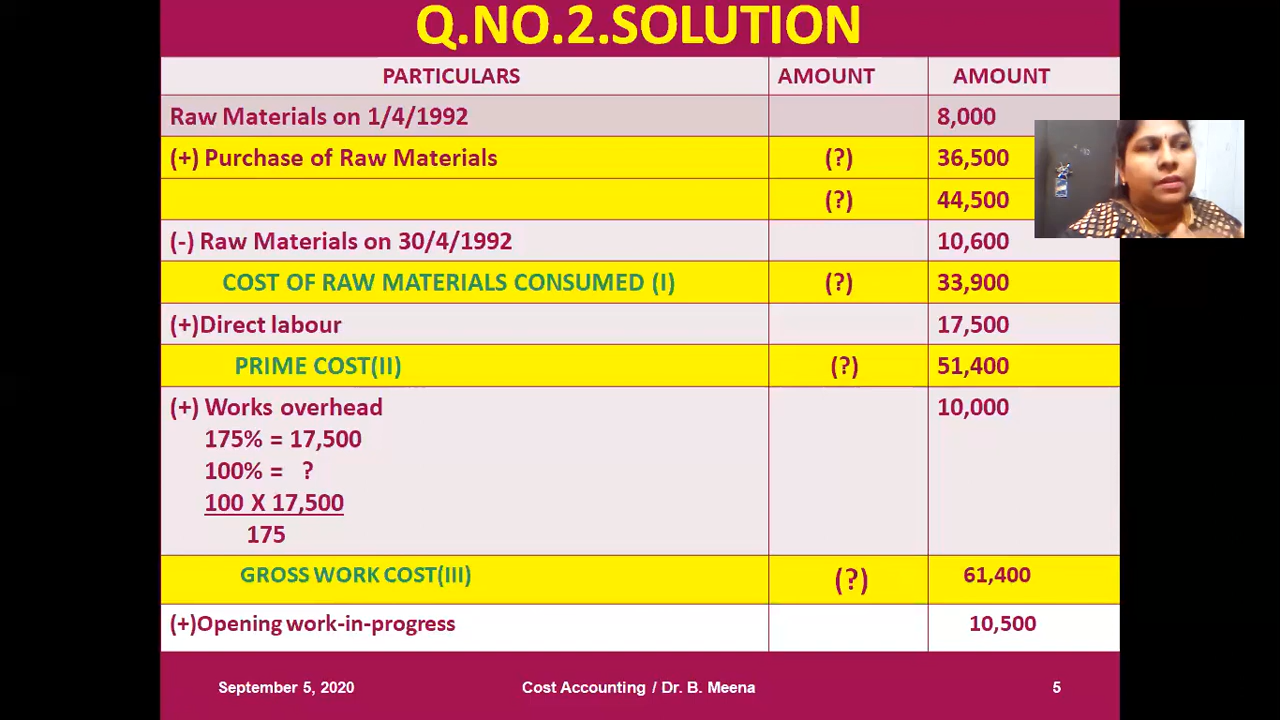 Q.NO.2.SOLUTION
PARTICULARS AMOUNT AMOUNT
Raw Materials on 1/4/1992 8,000
(+) Purchase of Raw Materials (?) 36,500
(?) 44,500
(-) Raw Materials on 30/4/1992 10,600
COST OF RAW MATERIALS CONSUMED (I) (?) 33,900
(+)Direct labour 17,500
PRIME COST(II) (?) 51,400
(+) Works overhead 10,000
175% = 17,500
100% = ?
100 X 17,500
175
GROSS WORK COST(III) (?) 61,400
(+)Opening work-in-progress 10,500
September 5, 2020 Cost Accounting / Dr. B. Meena 5